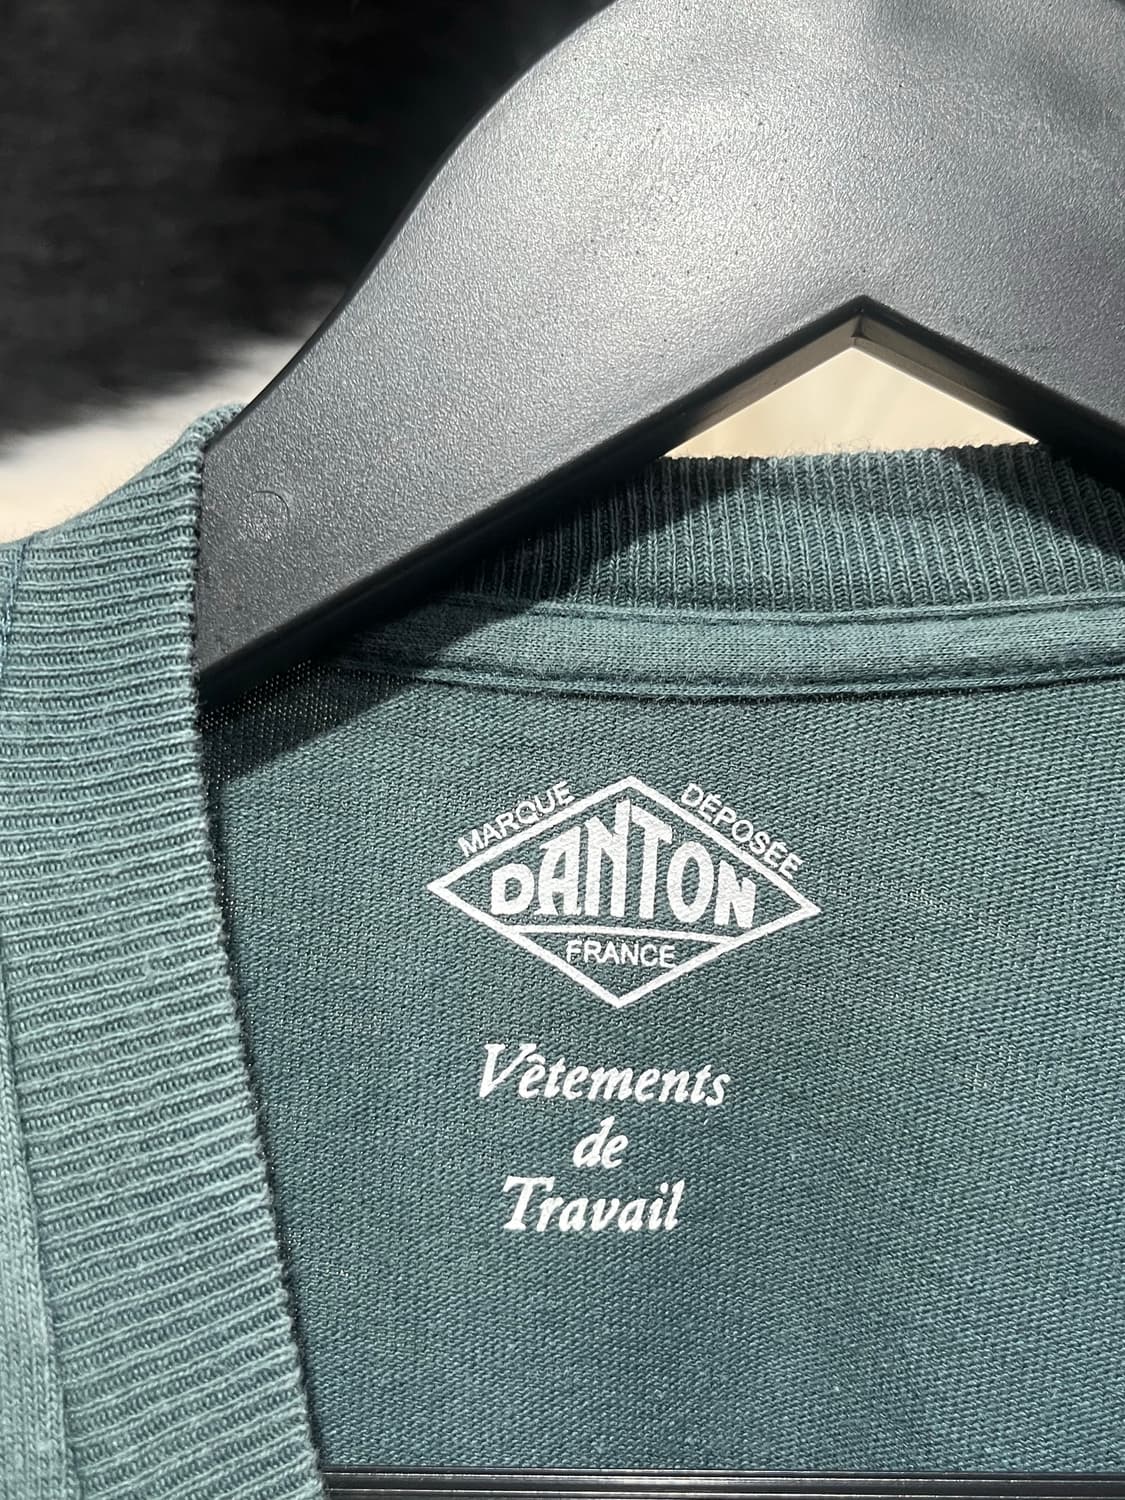 MARQUE DÉPOSÉE
DANTON
FRANCE
Vêtements
de
Travail